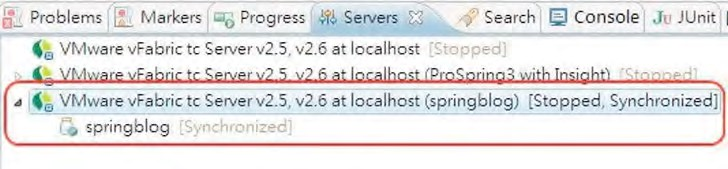 Problems Markers Progress Servers Search Console JUnit
VMware vFabric tc Server v2.5, v2.6 at localhost [Stopped]
VMware vFabric tc Server v2.5, v2.6 at localhost (ProSpring3 with Insight) [Stopped]
VMware vFabric tc Server v2.5, v2.6 at localhost (springblog) [Stopped, Synchronized]
springblog [Synchronized]